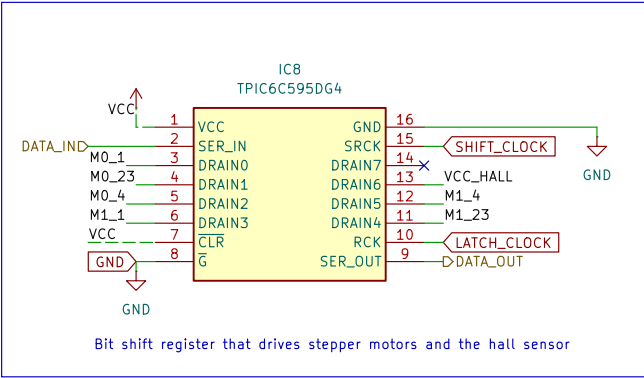 IC8
TPIC6C595DG4
VCC
1 VCC GND 16
DATA_IN 2 SER_IN SRCK 15 SHIFT_CLOCK
M0_1 3 DRAIN0 DRAIN7 14
M0_23 4 DRAIN1 DRAIN6 13 VCC_HALL
M0_4 5 DRAIN2 DRAIN5 12 M1_4
M1_1 6 DRAIN3 DRAIN4 11 M1_23
VCC 7 CLR RCK 10 LATCH_CLOCK
GND 8 G SER_OUT 9 DATA_OUT
GND
GND
Bit shift register that drives stepper motors and the hall sensor